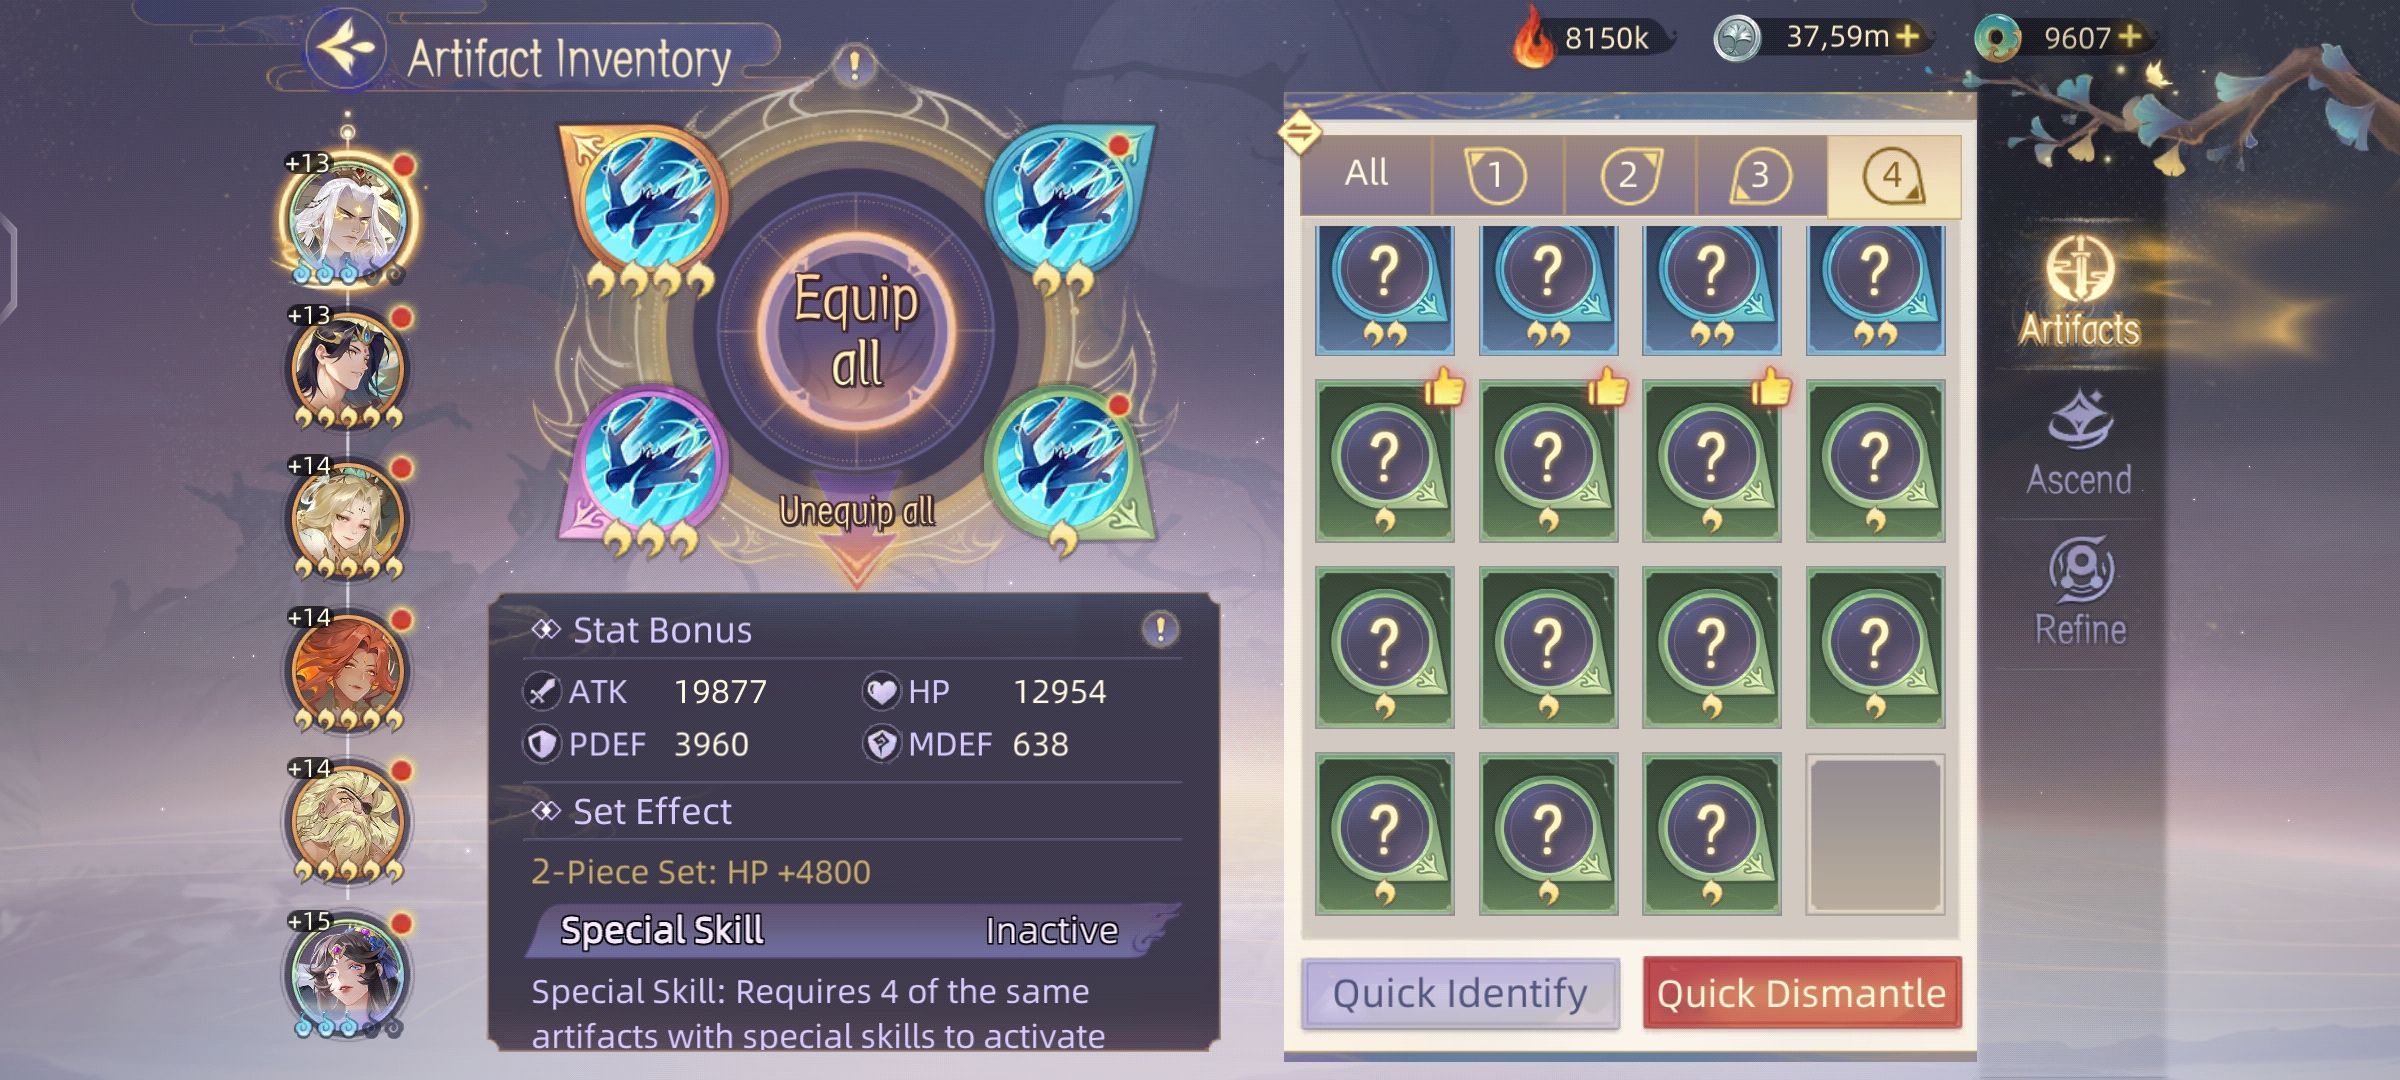 Artifact Inventory
8150k
37,59m
9607
+13
+13
+14
+14
+14
+15
!
Equip
all
Unequip all
Stat Bonus
!
ATK 19877
HP 12954
PDEF 3960
MDEF 638
Set Effect
2-Piece Set: HP +4800
Special Skill Inactive
Special Skill: Requires 4 of the same
artifacts with special skills to activate
All 1 2 3 4
? ? ? ?
? ? ? ?
? ? ? ?
? ? ?
Quick Identify
Quick Dismantle
Artifacts
Ascend
Refine